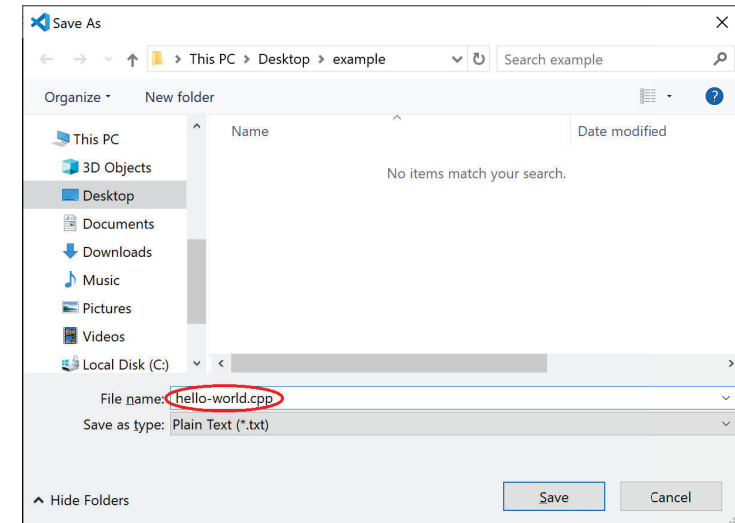 Save As
This PC > Desktop > example
Search example
Organize
New folder
This PC
3D Objects
Desktop
Documents
Downloads
Music
Pictures
Videos
Local Disk (C:)
Name
Date modified
No items match your search.
File name: hello-world.cpp
Save as type: Plain Text (*.txt)
Hide Folders
Save
Cancel